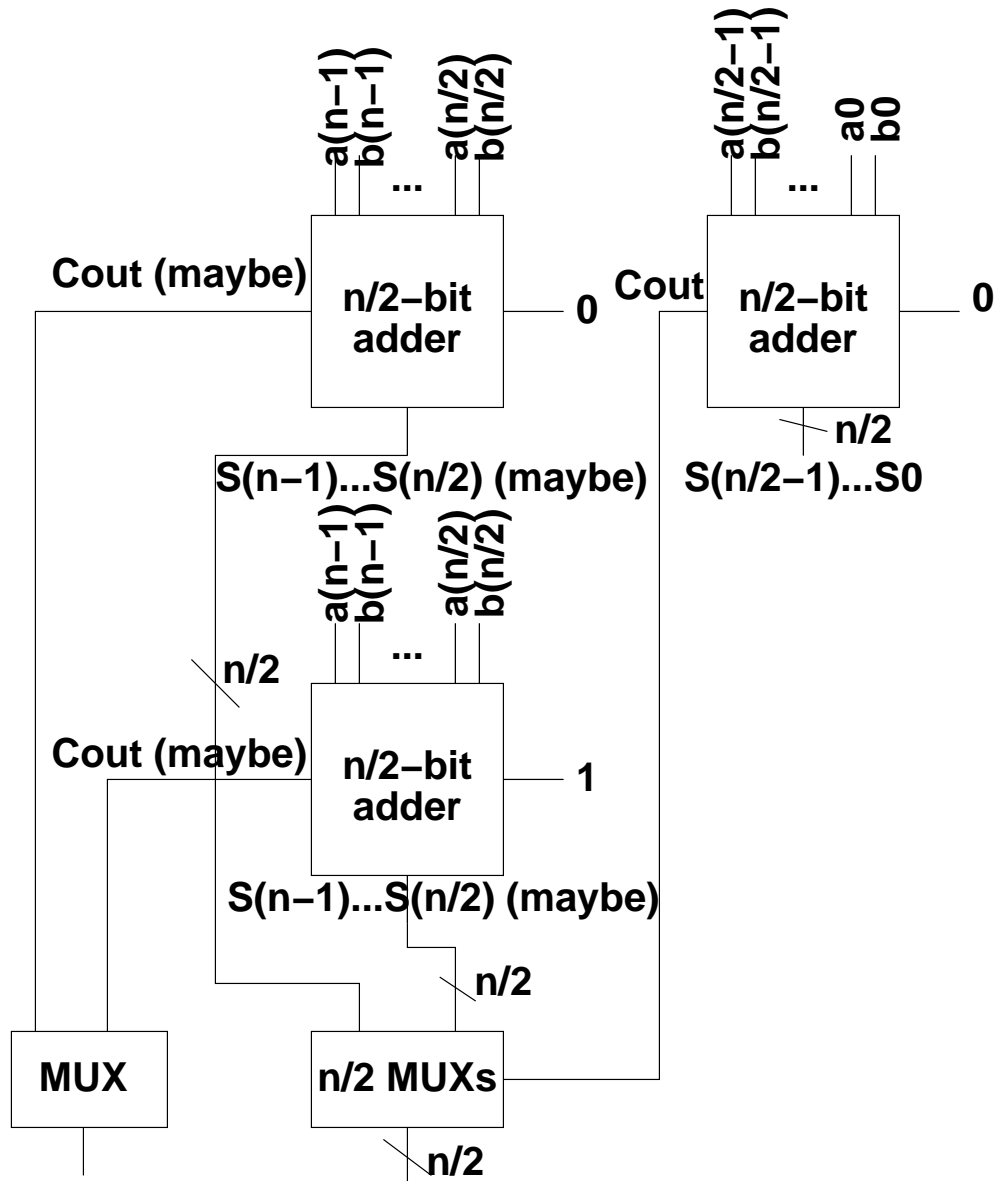 a(n−1)
b(n−1)
a(n/2)
b(n/2)
...
a(n/2−1)
b(n/2−1)
a0
b0
...
Cout (maybe)
n/2−bit
adder
0
Cout
n/2−bit
adder
0
n/2
S(n−1)...S(n/2) (maybe)
S(n/2−1)...S0
a(n−1)
b(n−1)
a(n/2)
b(n/2)
...
n/2
Cout (maybe)
n/2−bit
adder
1
S(n−1)...S(n/2) (maybe)
n/2
MUX
n/2 MUXs
n/2